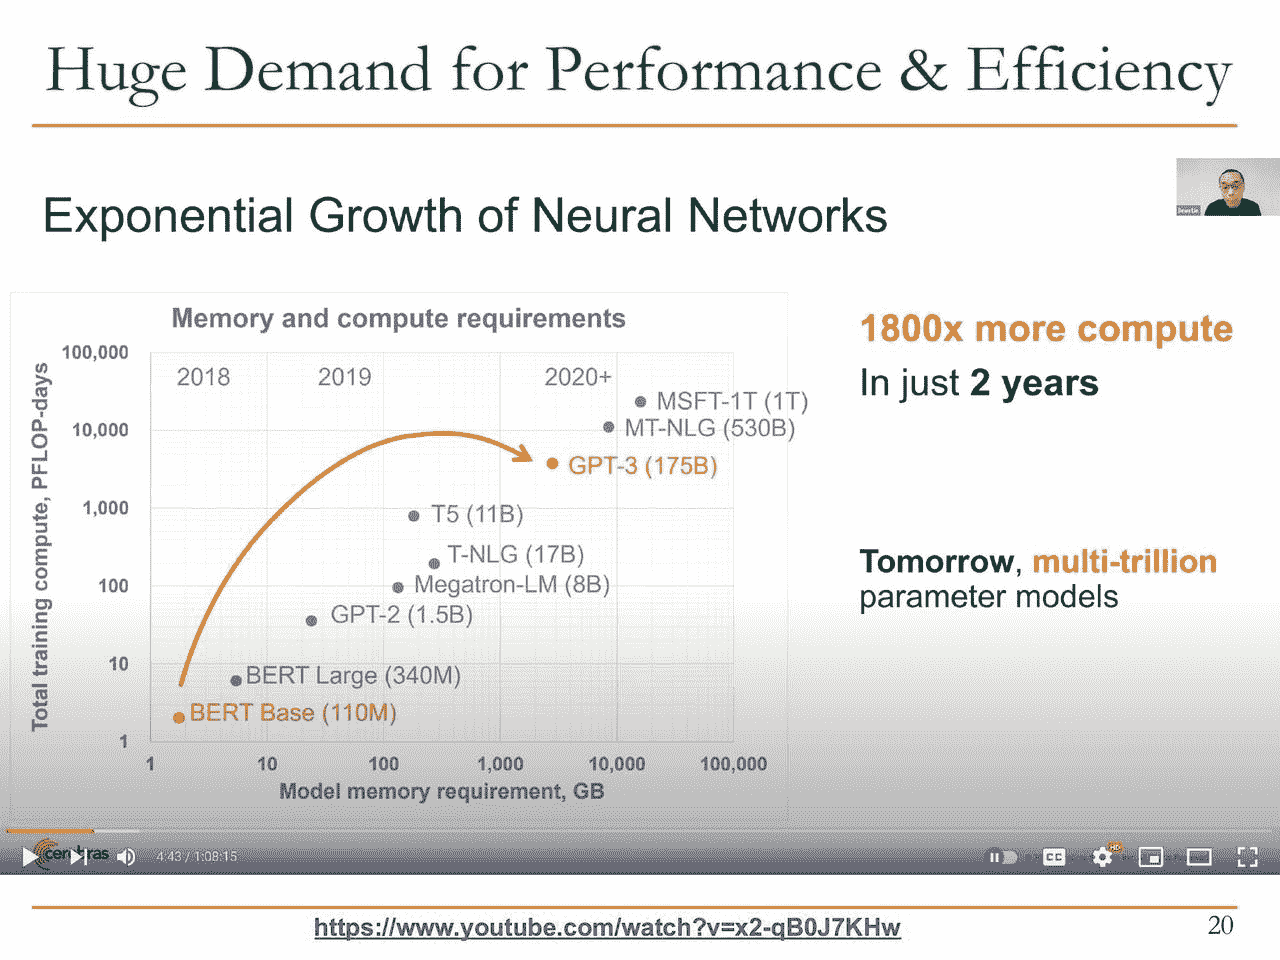 Huge Demand for Performance & Efficiency
Exponential Growth of Neural Networks
Memory and compute requirements
1800x more compute
In just 2 years
Tomorrow, multi-trillion
parameter models
Total training compute, PFLOP-days
100,000
10,000
1,000
100
10
1
2018
2019
2020+
MSFT-1T (1T)
MT-NLG (530B)
GPT-3 (175B)
T5 (11B)
T-NLG (17B)
Megatron-LM (8B)
GPT-2 (1.5B)
BERT Large (340M)
BERT Base (110M)
1
10
100
1,000
10,000
100,000
Model memory requirement, GB
cerebras
4:43 / 1:08:15
CC
HD
https://www.youtube.com/watch?v=x2-qB0J7KHw
20